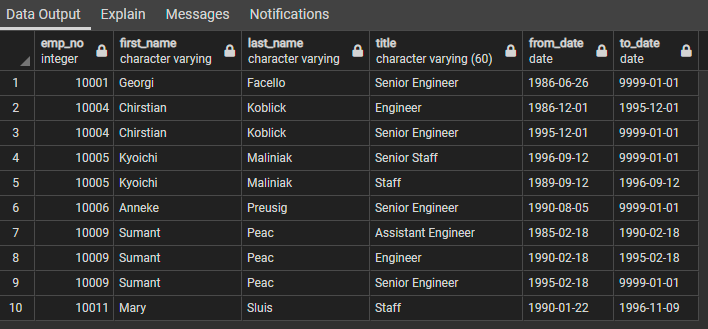 Data Output Explain Messages Notifications
emp_no first_name last_name title from_date to_date
integer character varying character varying character varying (60) date date
1 10001 Georgi Facello Senior Engineer 1986-06-26 9999-01-01
2 10004 Chirstian Koblick Engineer 1986-12-01 1995-12-01
3 10004 Chirstian Koblick Senior Engineer 1995-12-01 9999-01-01
4 10005 Kyoichi Maliniak Senior Staff 1996-09-12 9999-01-01
5 10005 Kyoichi Maliniak Staff 1989-09-12 1996-09-12
6 10006 Anneke Preusig Senior Engineer 1990-08-05 9999-01-01
7 10009 Sumant Peac Assistant Engineer 1985-02-18 1990-02-18
8 10009 Sumant Peac Engineer 1990-02-18 1995-02-18
9 10009 Sumant Peac Senior Engineer 1995-02-18 9999-01-01
10 10011 Mary Sluis Staff 1990-01-22 1996-11-09